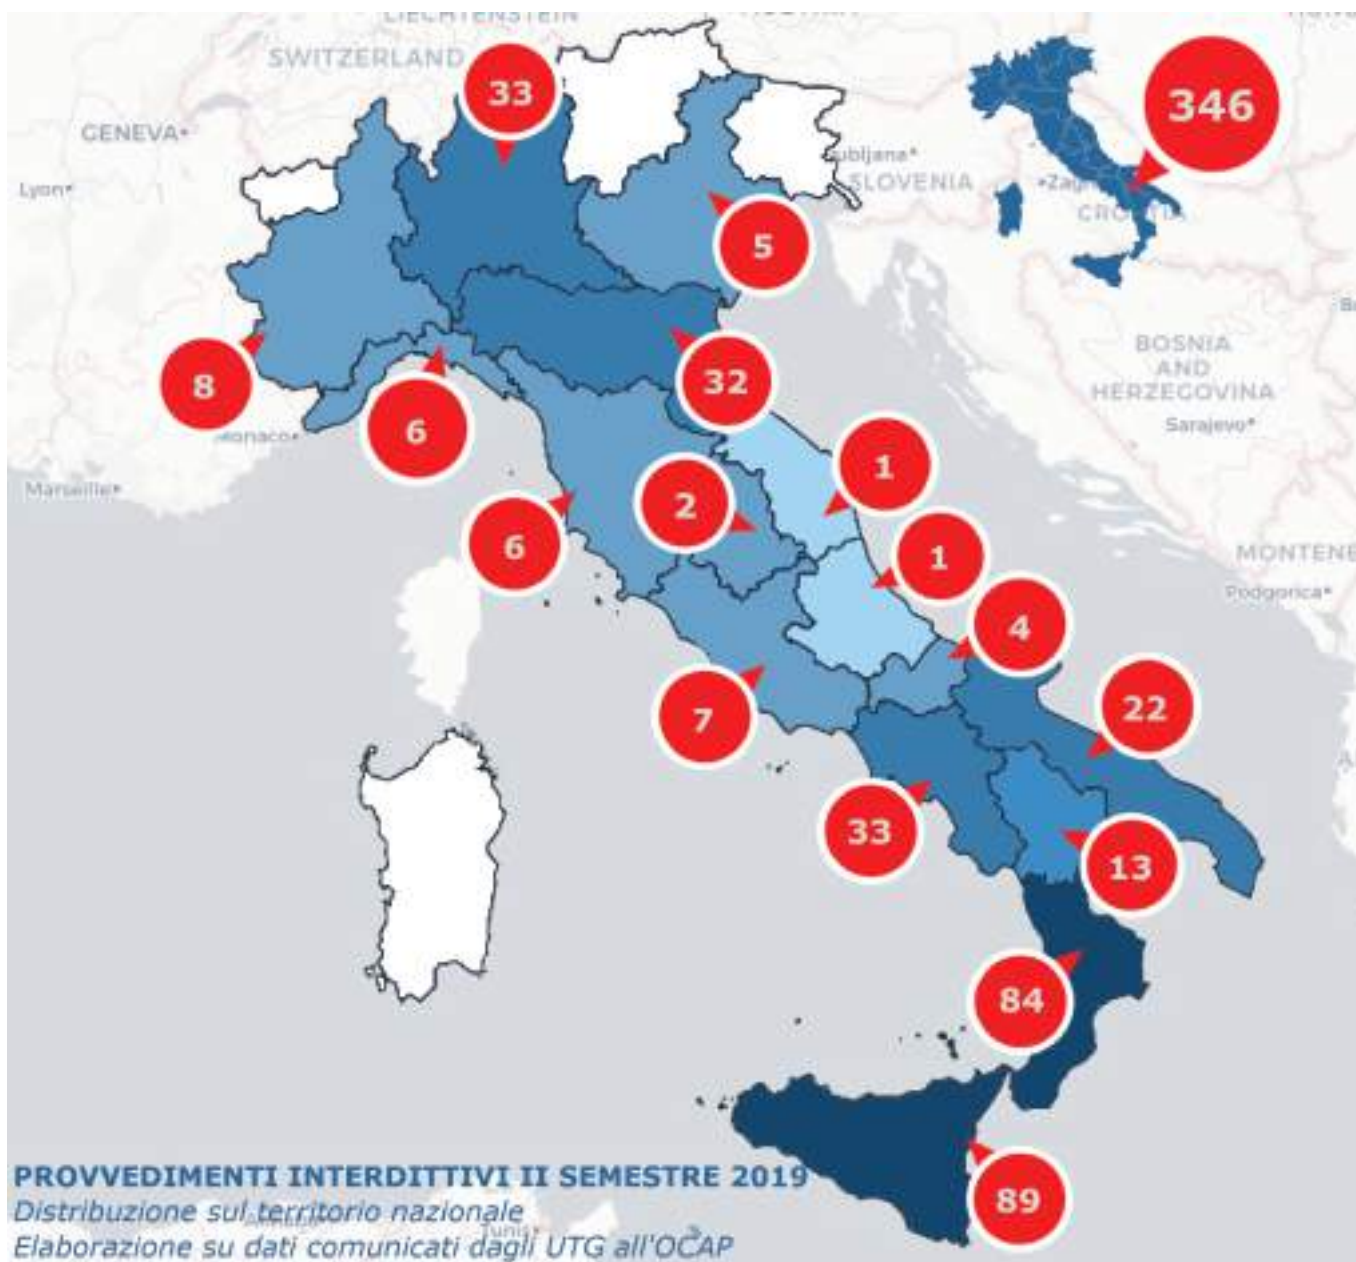 LIECHTENSTEIN
SWITZERLAND
33
346
GENEVA
ubljana
Lyon
SLOVENIA
Zag
CROATIA
5
BOSNIA
AND
HERZEGOVINA
8
32
6
Sarajevo
Monaco
1
Marseille
2
6
1
MONTENE
Podgorica
4
7
22
33
13
84
89
PROVVEDIMENTI INTERDITTIVI II SEMESTRE 2019
Distribuzione sul territorio nazionale
Tunis
Elaborazione su dati comunicati dagli UTG all'OCAP